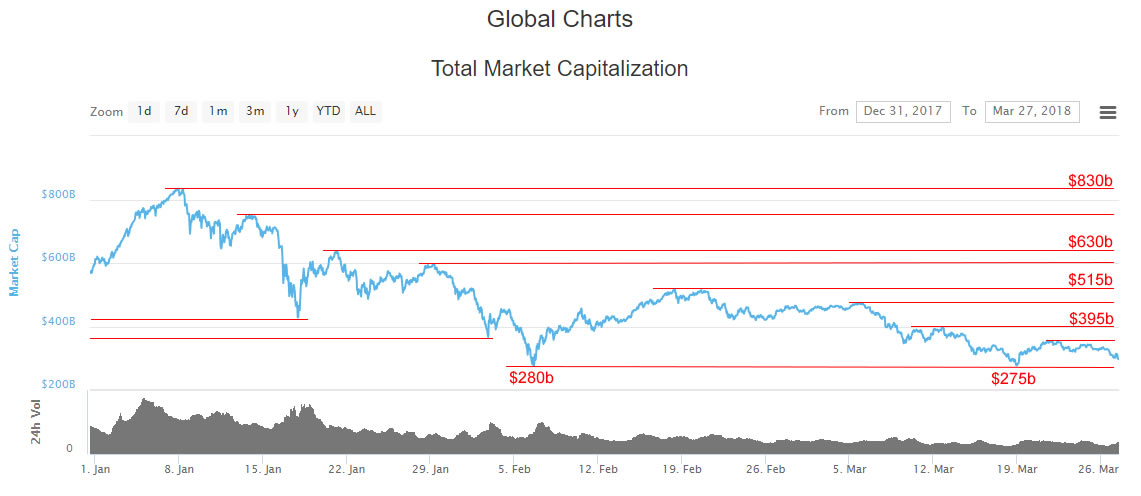 Global Charts
Total Market Capitalization
Zoom 1d 7d 1m 3m 1y YTD ALL
From Dec 31, 2017 To Mar 27, 2018
$830b
$800B
$630b
$600B
$515b
$400B
$395b
$280b
$275b
$200B
Market Cap
24h Vol
0
1. Jan 8. Jan 15. Jan 22. Jan 29. Jan 5. Feb 12. Feb 19. Feb 26. Feb 5. Mar 12. Mar 19. Mar 26. Mar